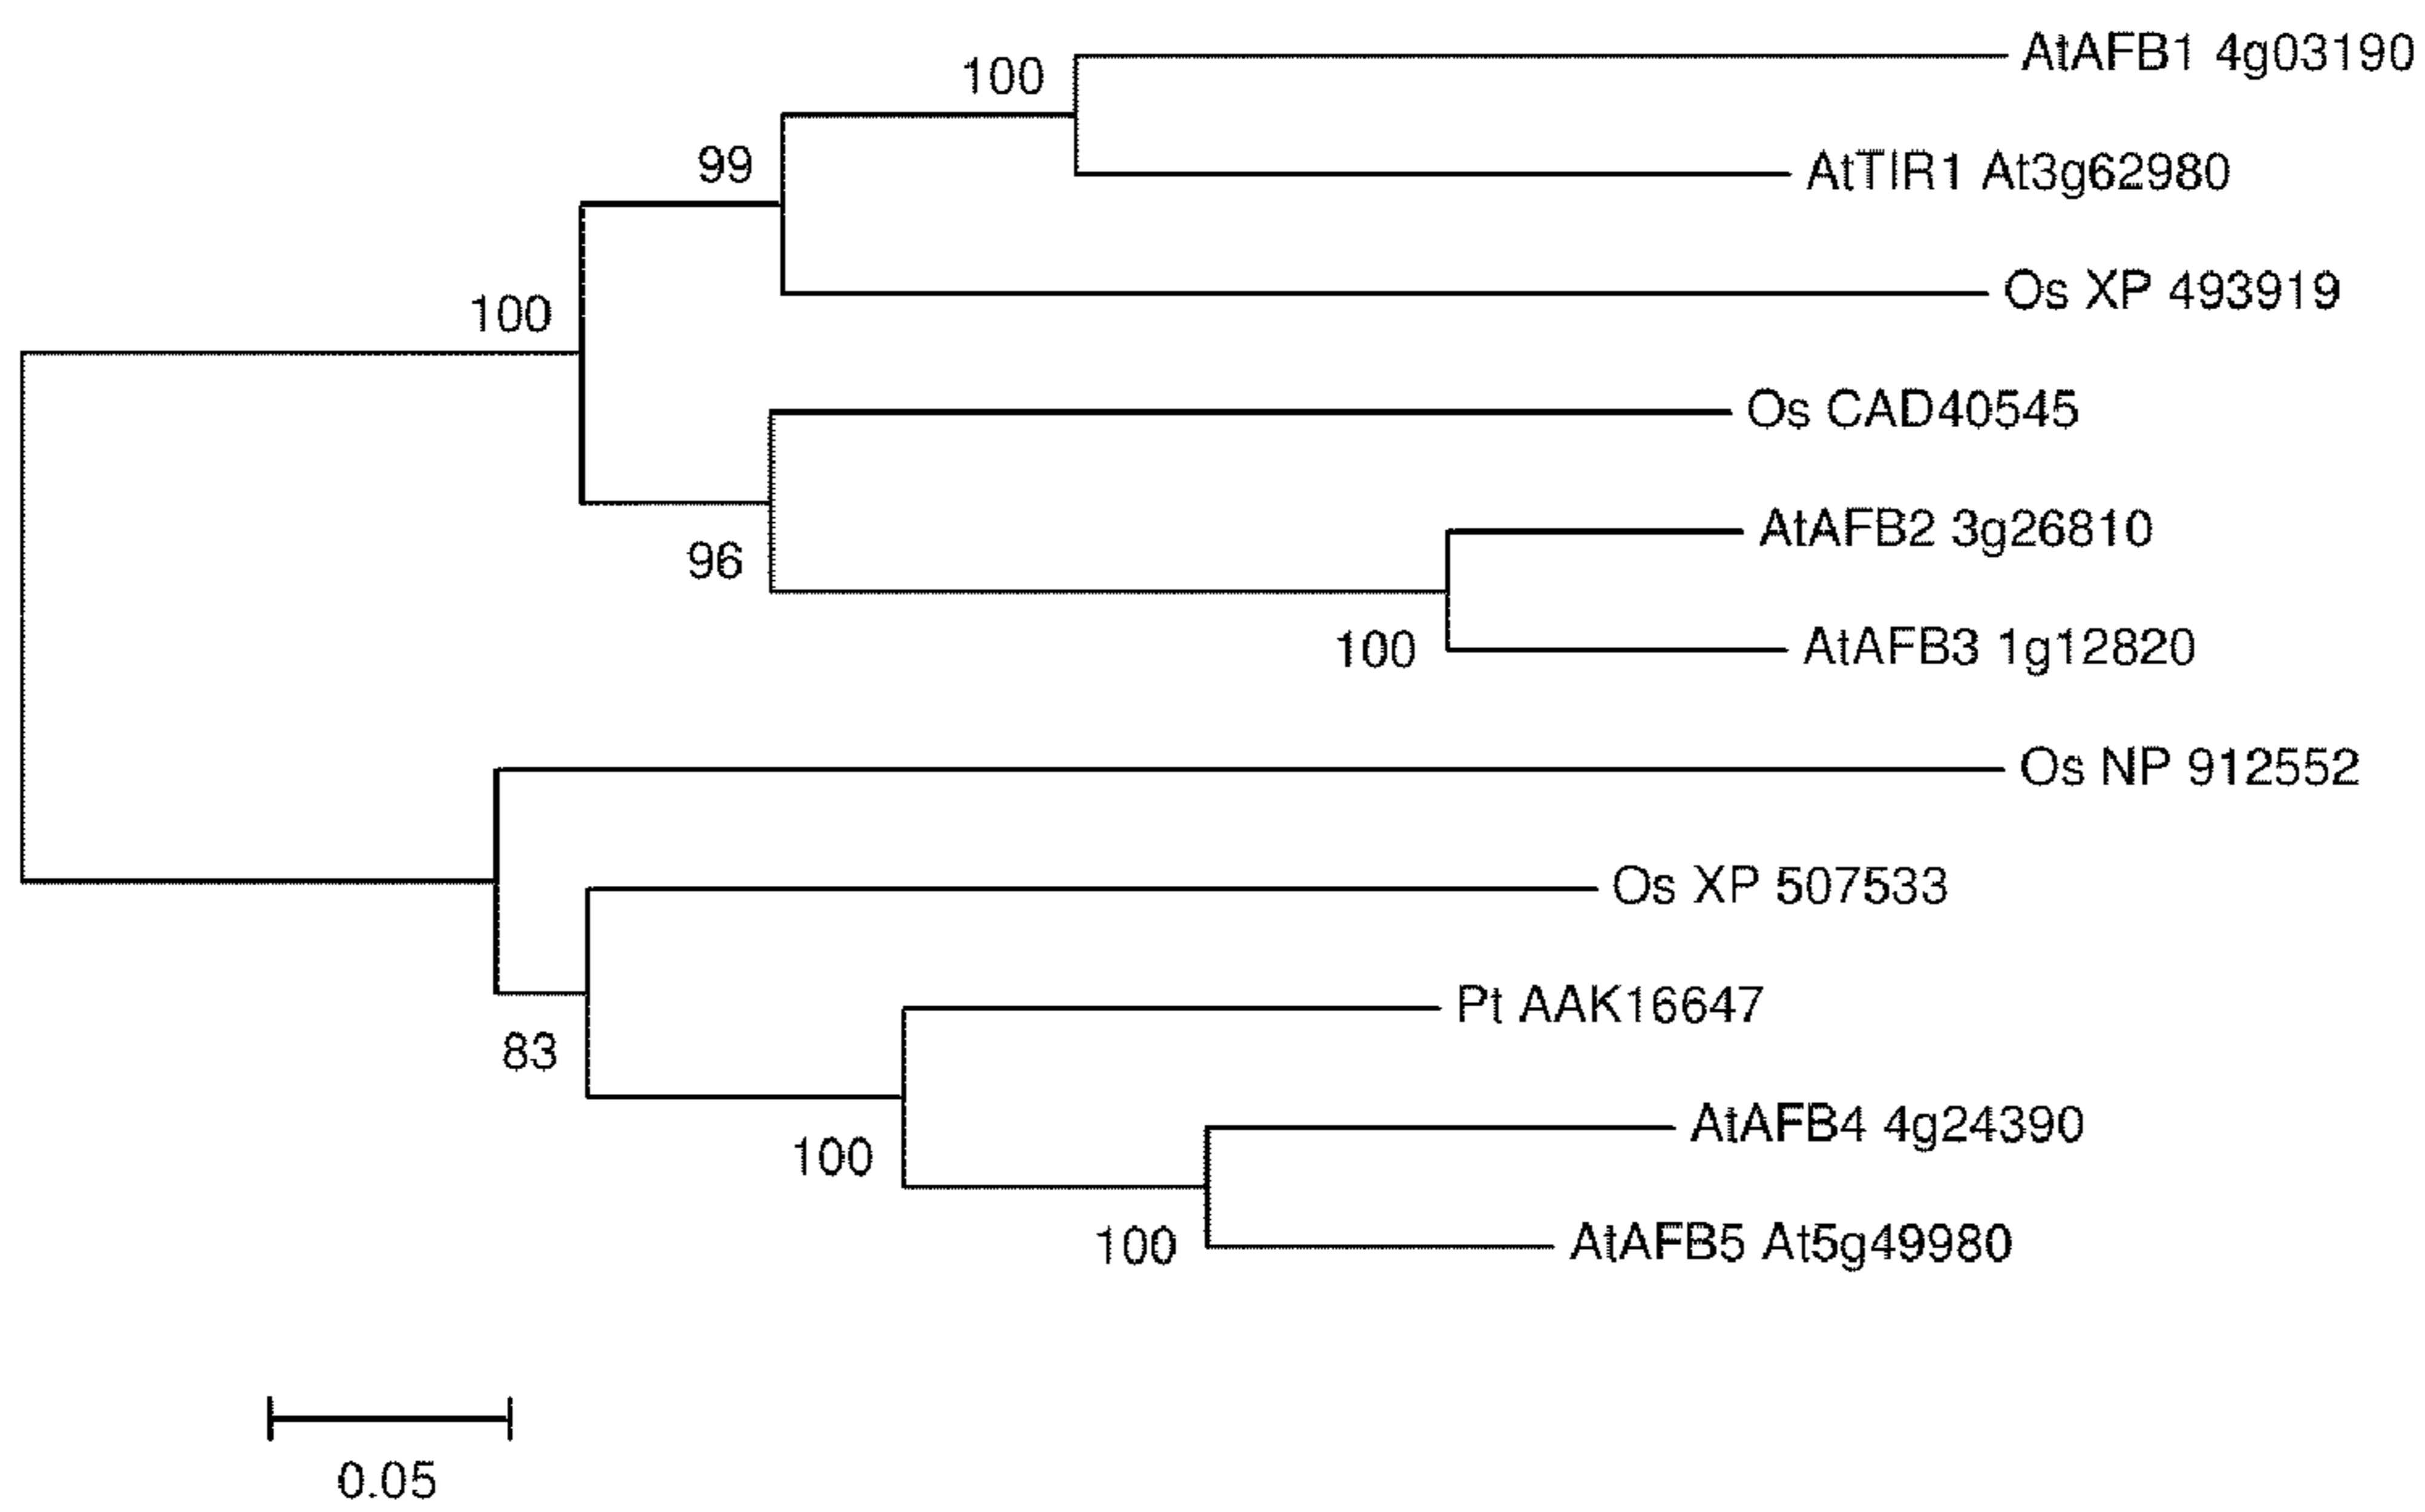 AtAFB1 4g03190
100
99
AtTIR1 At3g62980
Os XP 493919
100
Os CAD40545
AtAFB2 3g26810
96
AtAFB3 1g12820
100
Os NP 912552
Os XP 507533
Pt AAK16647
83
AtAFB4 4g24390
100
AtAFB5 At5g49980
100
0.05